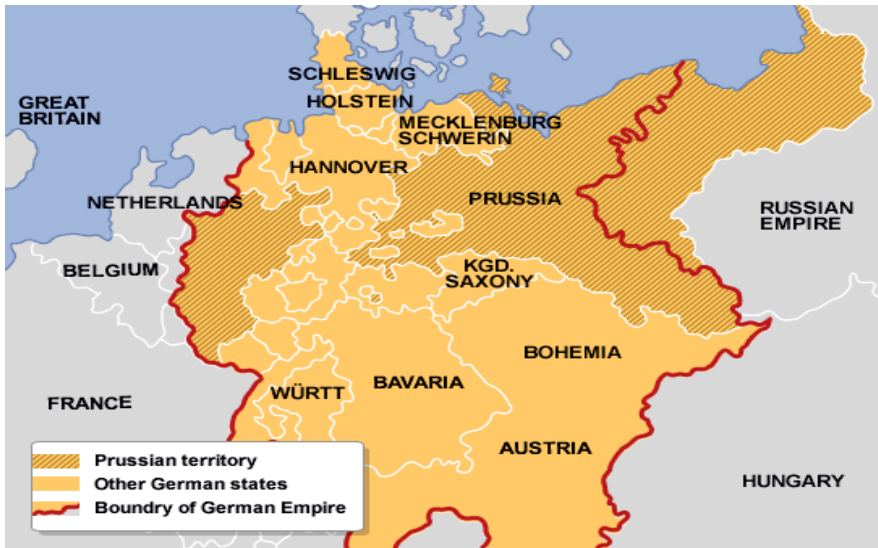 SCHLESWIG
HOLSTEIN
GREAT
BRITAIN
MECKLENBURG
SCHWERIN
HANNOVER
NETHERLANDS
PRUSSIA
RUSSIAN
EMPIRE
BELGIUM
KGD.
SAXONY
BOHEMIA
BAVARIA
WÜRTT
FRANCE
AUSTRIA
HUNGARY
Prussian territory
Other German states
Boundry of German Empire